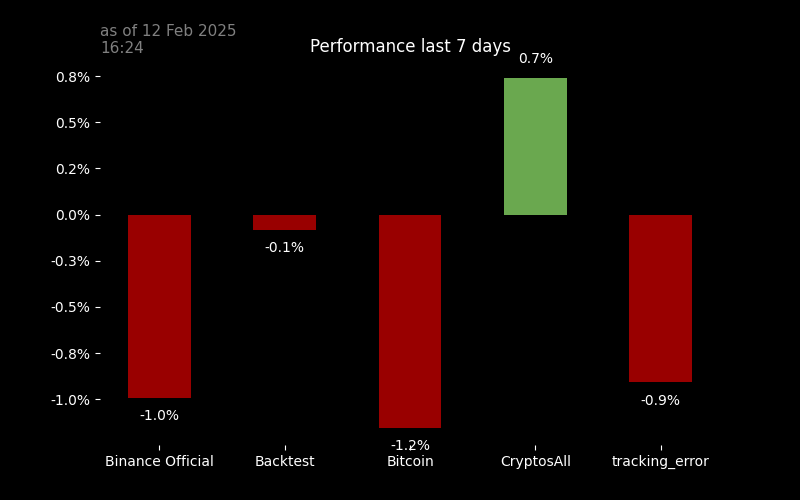 as of 12 Feb 2025
16:24
Performance last 7 days
0.7%
0.8%
0.5%
0.2%
0.0%
-0.3%
-0.5%
-0.8%
-1.0%
-1.0%
-0.1%
-1.2%
-0.9%
Binance Official
Backtest
Bitcoin
CryptosAll
tracking_error